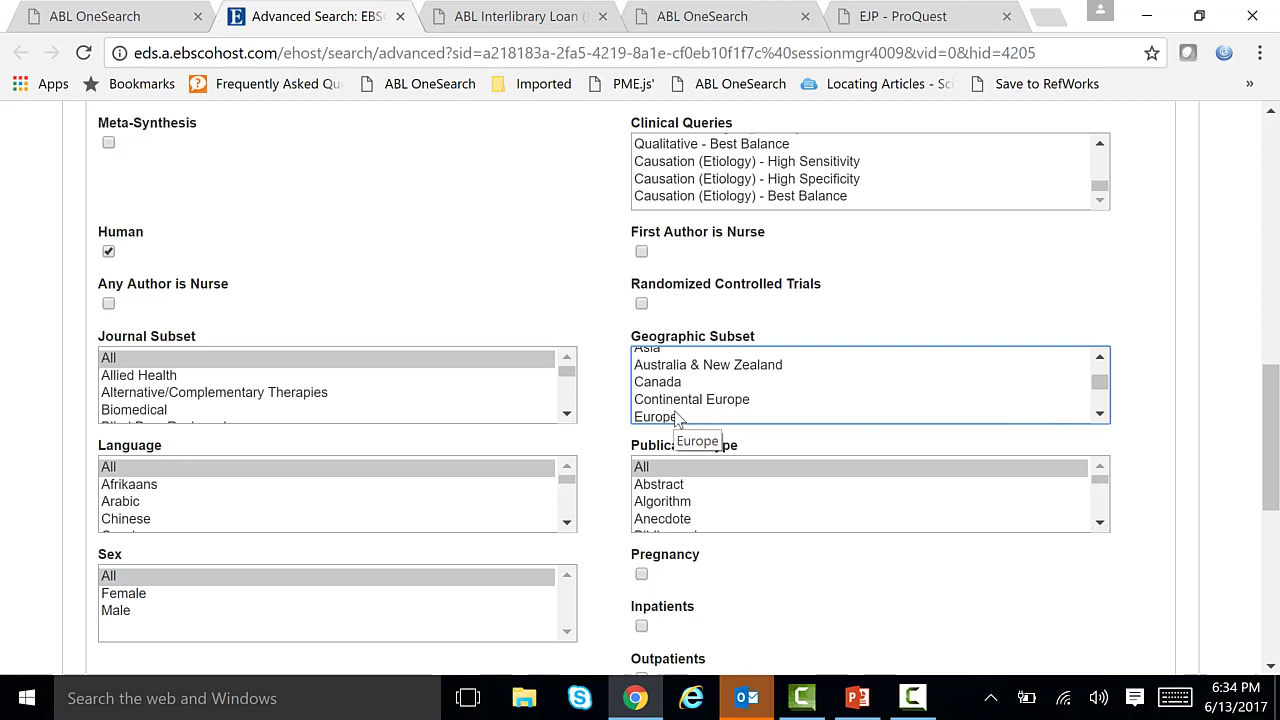 ABL OneSearch
Advanced Search: EBSC
ABL Interlibrary Loan (
ABL OneSearch
EJP - ProQuest
eds.a.ebscohost.com/ehost/search/advanced?sid=a218183a-2fa5-4219-8a1e-cf0eb10f1f7c%40sessionmgr4009&vid=0&hid=4205
Apps
Bookmarks
Frequently Asked Qu
ABL OneSearch
Imported
PME.js'
ABL OneSearch
Locating Articles - Sci
Save to RefWorks
»
Meta-Synthesis
Clinical Queries
Qualitative - Best Balance
Causation (Etiology) - High Sensitivity
Causation (Etiology) - High Specificity
Causation (Etiology) - Best Balance
Human
First Author is Nurse
Any Author is Nurse
Randomized Controlled Trials
Journal Subset
All
Allied Health
Alternative/Complementary Therapies
Biomedical
Geographic Subset
Asia
Australia & New Zealand
Canada
Continental Europe
Europe
Europe
Language
All
Afrikaans
Arabic
Chinese
Publica ype
All
Abstract
Algorithm
Anecdote
Sex
All
Female
Male
Pregnancy
Inpatients
Outpatients
Search the web and Windows
6:34 PM
6/13/2017